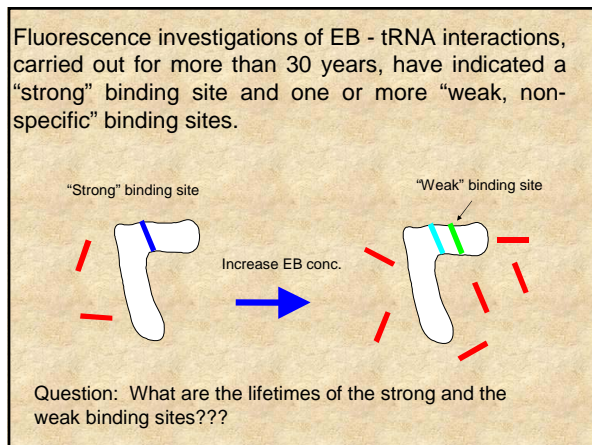 Fluorescence investigations of EB - tRNA interactions,
carried out for more than 30 years, have indicated a
“strong” binding site and one or more “weak, non-
specific” binding sites.
“Strong” binding site
“Weak” binding site
Increase EB conc.
Question: What are the lifetimes of the strong and the
weak binding sites???